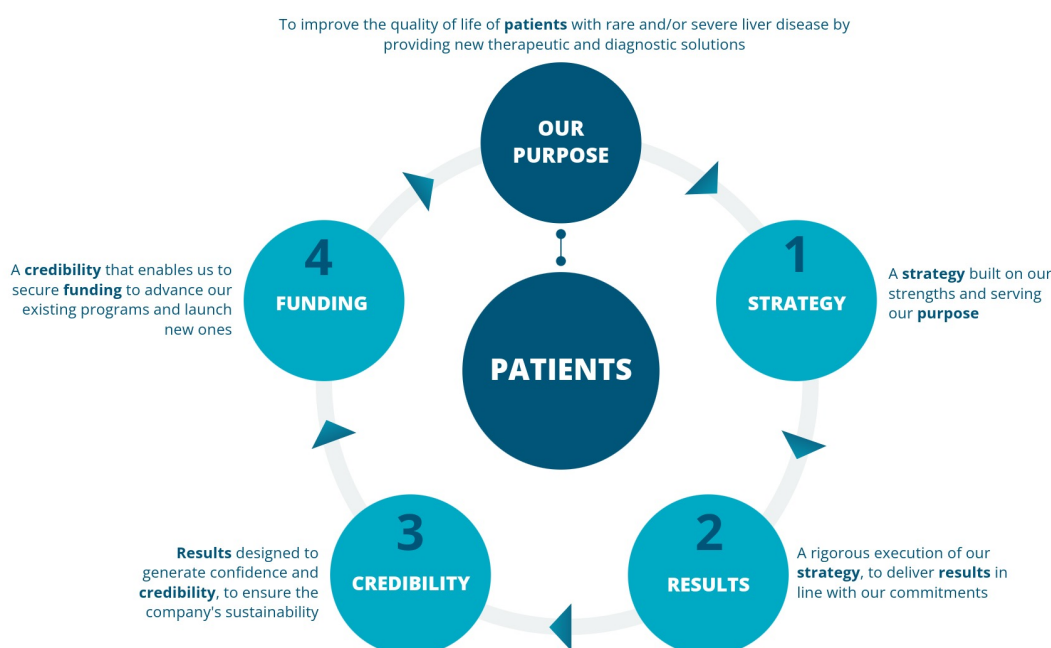 To improve the quality of life of patients with rare and/or severe liver disease by
providing new therapeutic and diagnostic solutions
OUR
PURPOSE
1
STRATEGY
A strategy built on our
strengths and serving
our purpose
2
RESULTS
A rigorous execution of our
strategy, to deliver results in
line with our commitments
3
CREDIBILITY
Results designed to
generate confidence and
credibility, to ensure the
company's sustainability
4
FUNDING
A credibility that enables us to
secure funding to advance our
existing programs and launch
new ones
PATIENTS